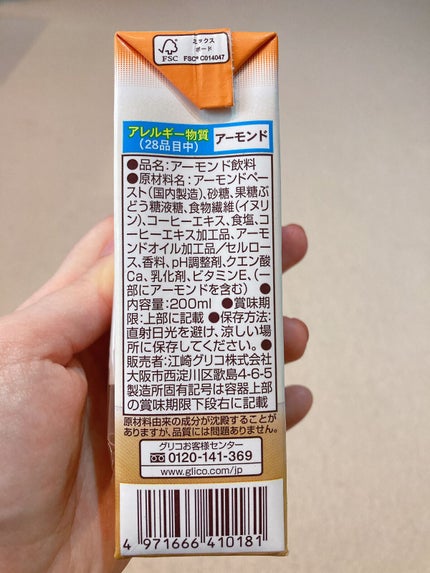 ミックス
ボード
FSC
FSC® C014047
アレルギー物質
(28品目中)
アーモンド
●品名:アーモンド飲料
●原材料名:アーモンドペー
スト(国内製造)、砂糖、果糖ぶ
どう糖液糖、食物繊維(イヌリ
ン)、コーヒーエキス、食塩、コ
ーヒーエキス加工品、アーモ
ンドオイル加工品/セルロー
ス、香料、pH調整剤、クエン酸
Ca、乳化剤、ビタミンE、(一
部にアーモンドを含む) ●
内容量:200ml ●賞味期
限:上部に記載 ●保存方法:
直射日光を避け、涼しい場
所に保存してください。●
販売者:江崎グリコ株式会社
大阪市西淀川区歌島4-6-5
製造所固有記号は容器上部
の賞味期限下段右に記載
原材料由来の成分が沈殿することが
ありますが、品質には問題ありません。
グリコお客様センター
0120-141-369
www.glico.com/jp
4 971666 410181